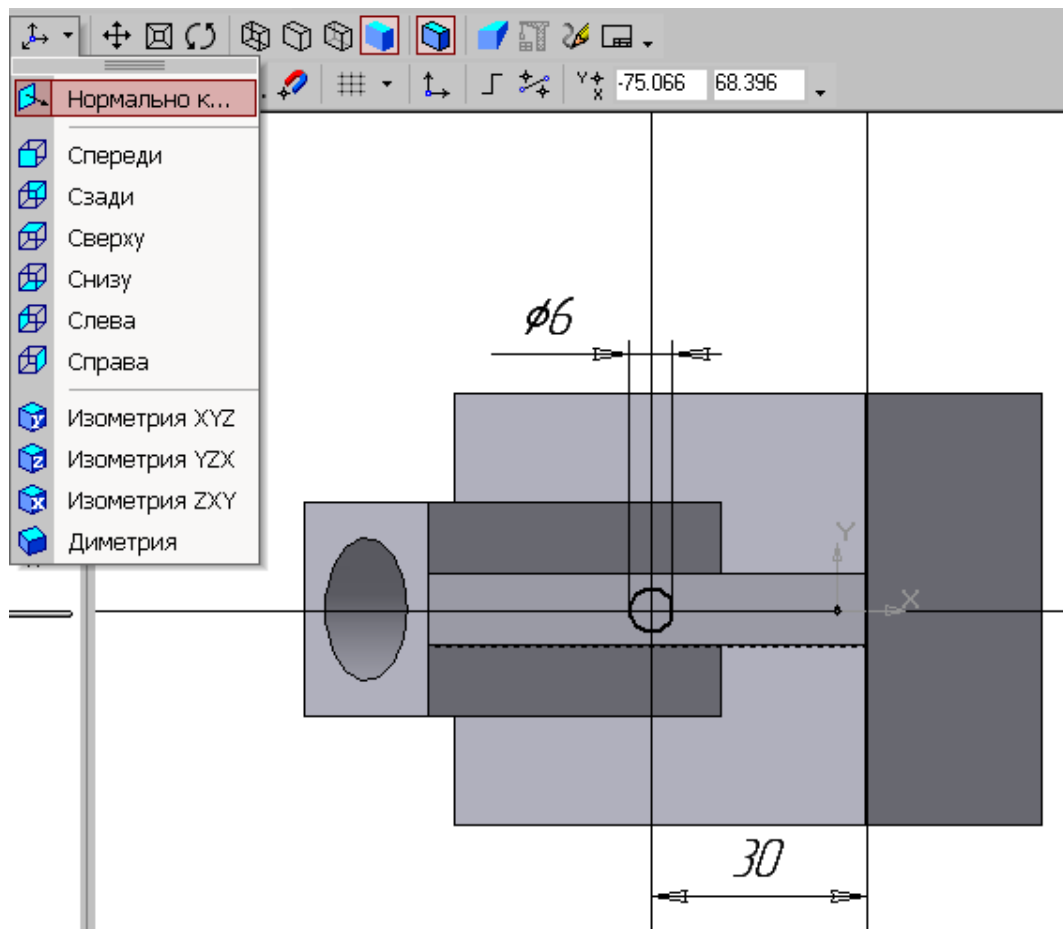 -75.066 68.396
Нормально к...
Спереди
Сзади
Сверху
Снизу
Слева
Справа
Изометрия XYZ
Изометрия YZX
Изометрия ZXY
Диметрия
ϕ6
Y
X
30